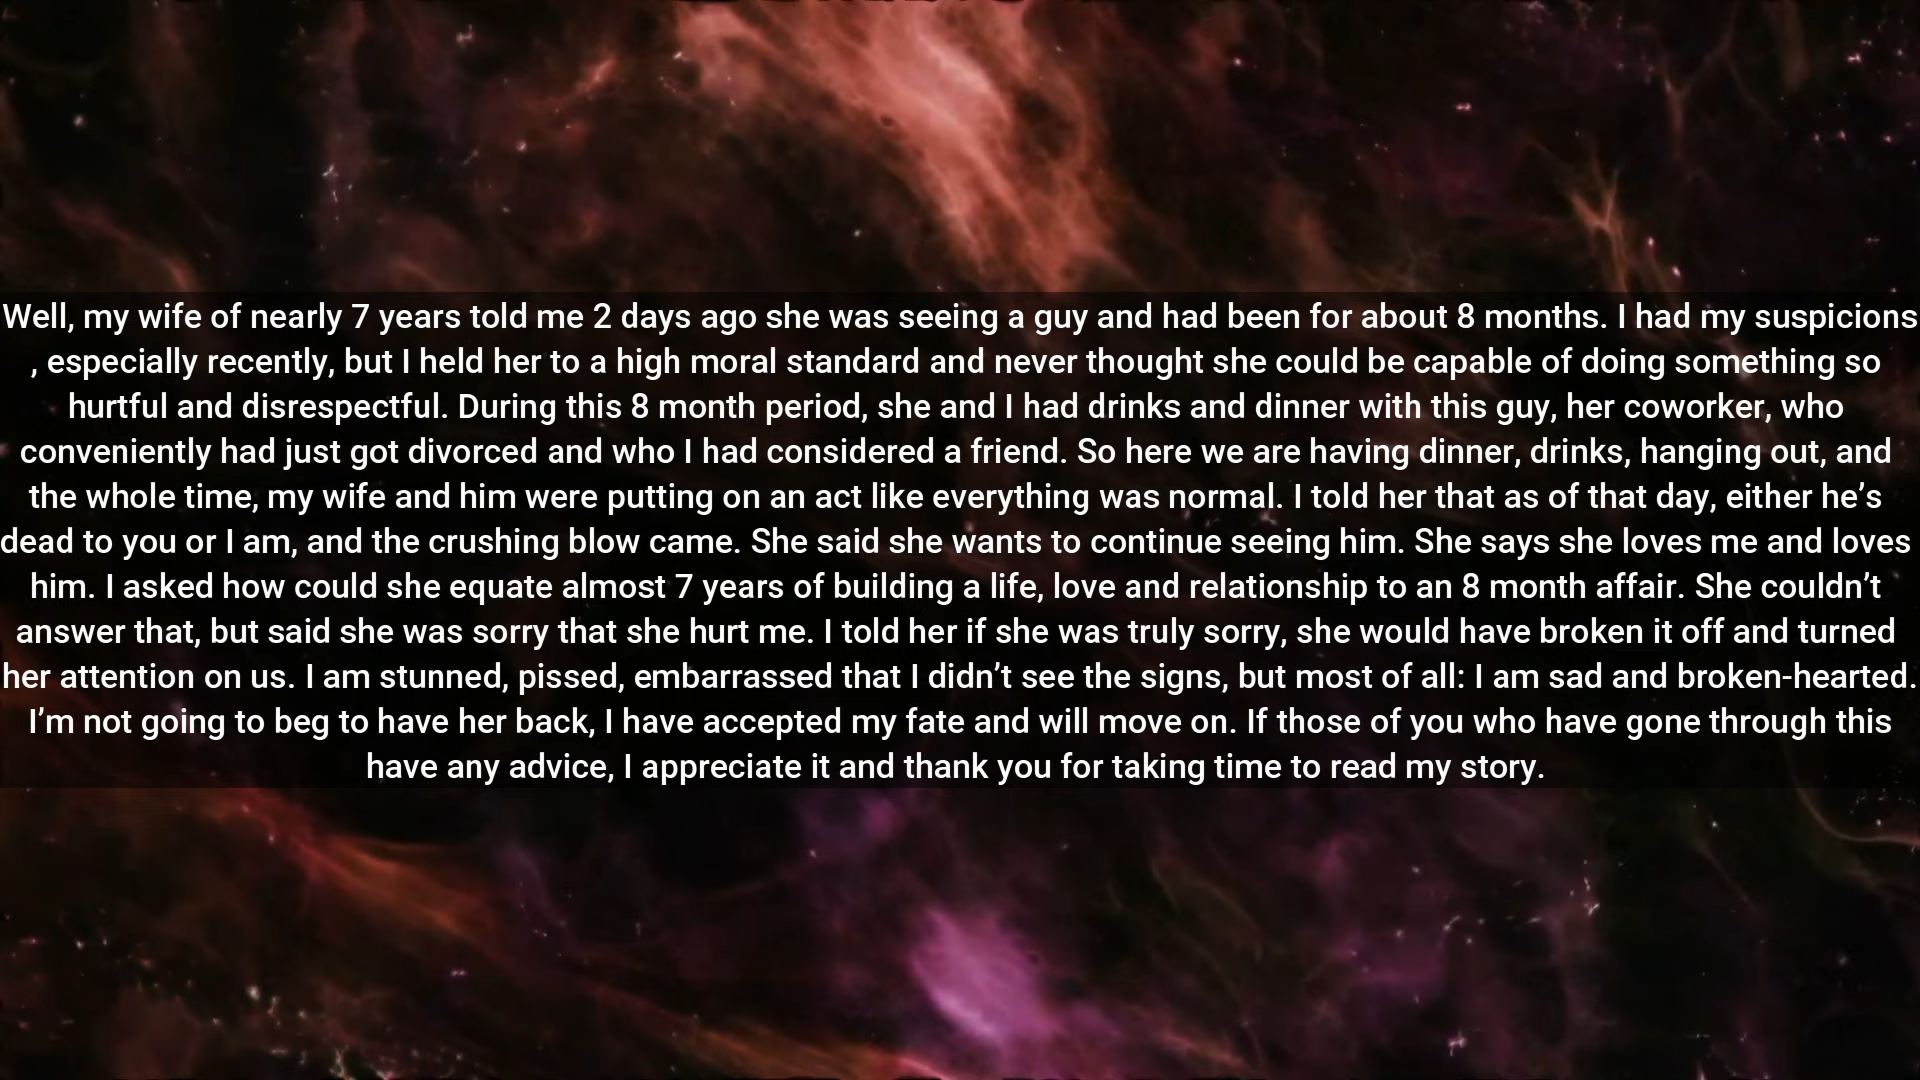 Well, my wife of nearly 7 years told me 2 days ago she was seeing a guy and had been for about 8 months. I had my suspicions
, especially recently, but I held her to a high moral standard and never thought she could be capable of doing something so
hurtful and disrespectful. During this 8 month period, she and I had drinks and dinner with this guy, her coworker, who
conveniently had just got divorced and who I had considered a friend. So here we are having dinner, drinks, hanging out, and
the whole time, my wife and him were putting on an act like everything was normal. I told her that as of that day, either he’s
dead to you or I am, and the crushing blow came. She said she wants to continue seeing him. She says she loves me and loves
him. I asked how could she equate almost 7 years of building a life, love and relationship to an 8 month affair. She couldn’t
answer that, but said she was sorry that she hurt me. I told her if she was truly sorry, she would have broken it off and turned
her attention on us. I am stunned, pissed, embarrassed that I didn’t see the signs, but most of all: I am sad and broken-hearted.
I’m not going to beg to have her back, I have accepted my fate and will move on. If those of you who have gone through this
have any advice, I appreciate it and thank you for taking time to read my story.